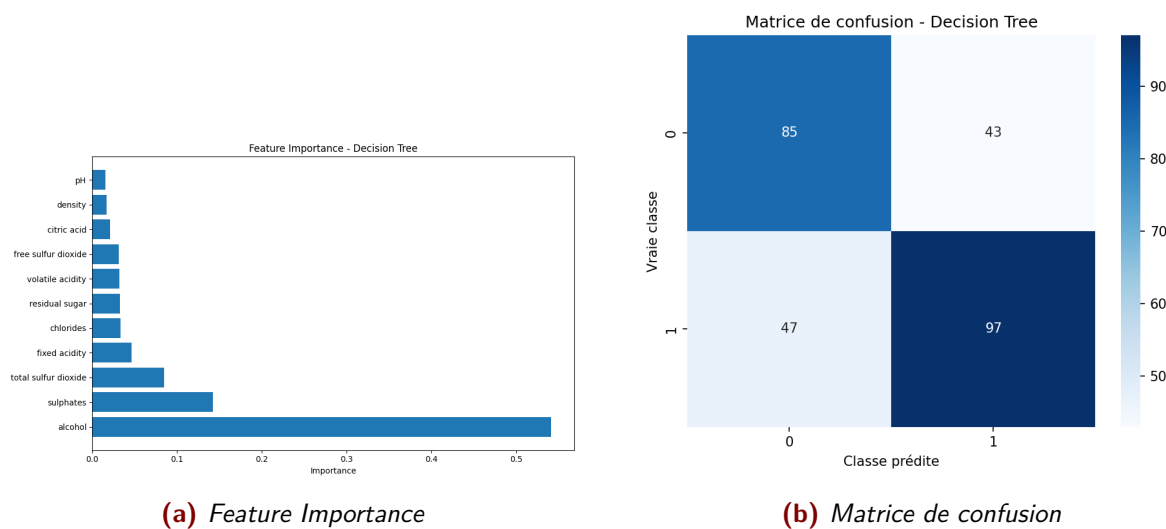 Feature Importance - Decision Tree
pH
density
citric acid
free sulfur dioxide
volatile acidity
residual sugar
chlorides
fixed acidity
total sulfur dioxide
sulphates
alcohol
0.0 0.1 0.2 0.3 0.4 0.5
Importance
(a) Feature Importance
Matrice de confusion - Decision Tree
Vraie classe
0
85 43
1
47 97
0 1
Classe prédite
90
80
70
60
50
(b) Matrice de confusion